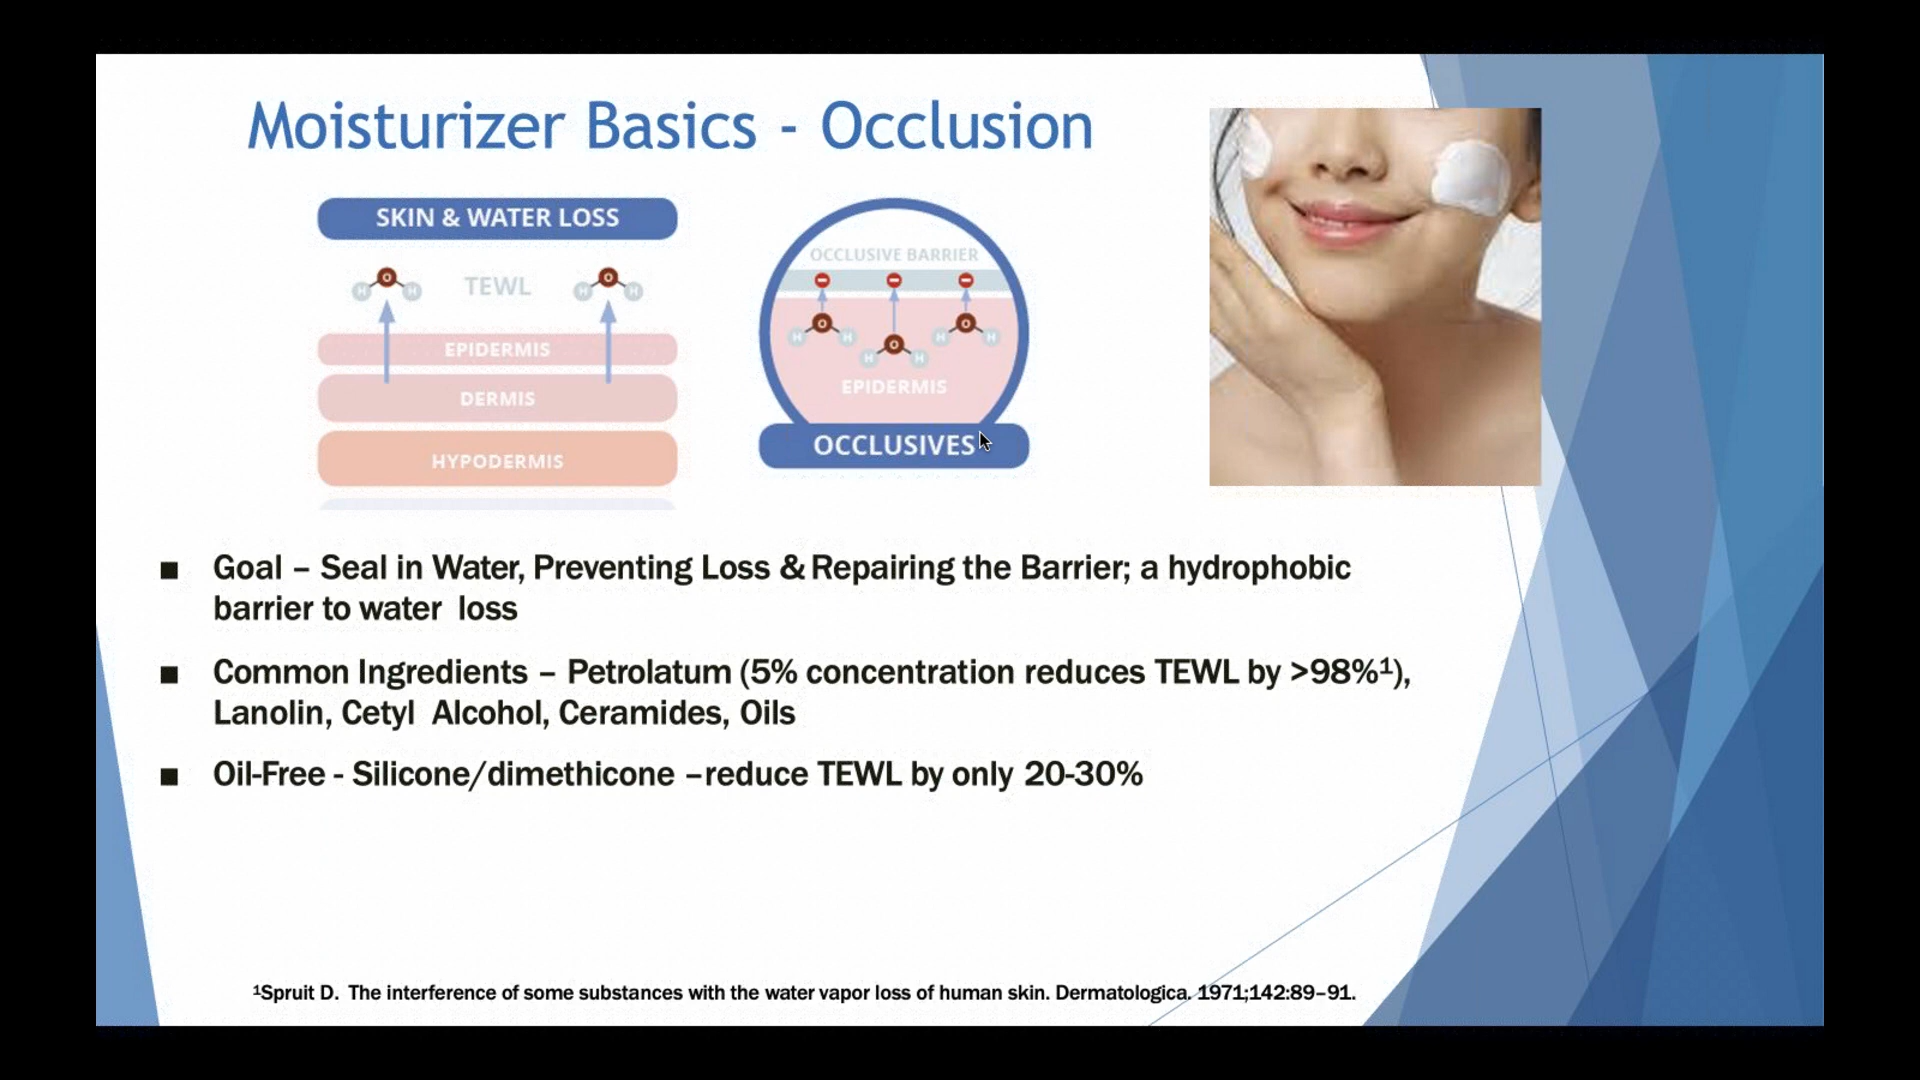 Moisturizer Basics - Occlusion
SKIN & WATER LOSS
O
H H
TEWL
O
H H
EPIDERMIS
DERMIS
HYPODERMIS
OCCLUSIVE BARRIER
O
H H
O
H H
O
H H
EPIDERMIS
OCCLUSIVES
■ Goal – Seal in Water, Preventing Loss & Repairing the Barrier; a hydrophobic
barrier to water loss
■ Common Ingredients – Petrolatum (5% concentration reduces TEWL by >98%¹),
Lanolin, Cetyl Alcohol, Ceramides, Oils
■ Oil-Free - Silicone/dimethicone –reduce TEWL by only 20-30%
¹Spruit D. The interference of some substances with the water vapor loss of human skin. Dermatologica. 1971;142:89–91.